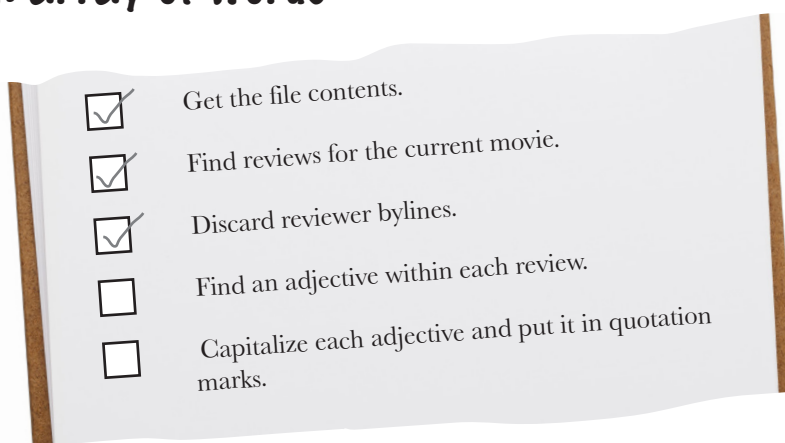 Get the file contents.
Find reviews for the current movie.
Discard reviewer bylines.
Find an adjective within each review.
Capitalize each adjective and put it in quotation
marks.